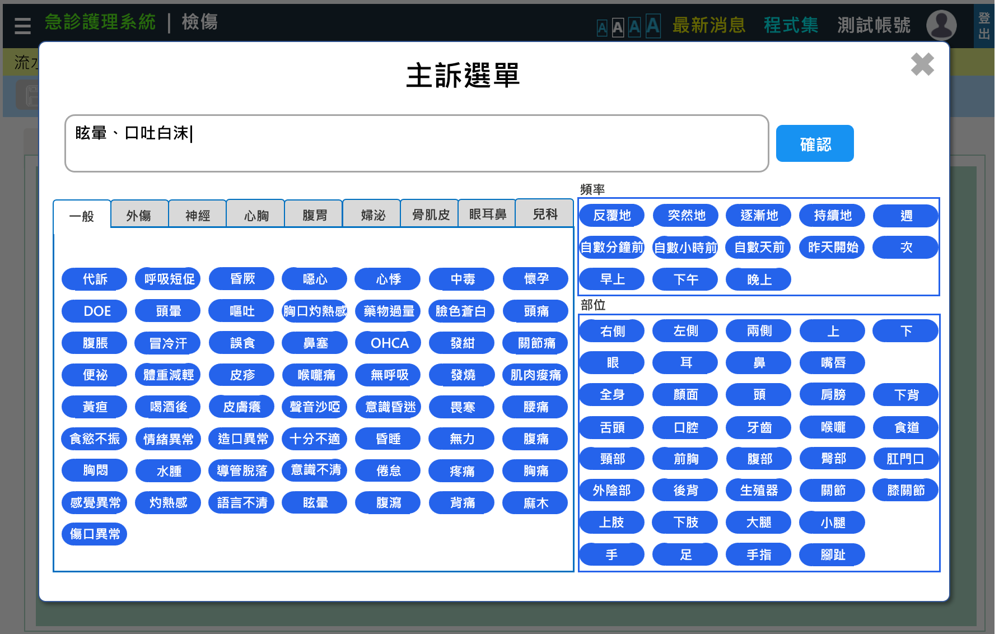 急診護理系統 | 檢傷
A A A A 最新消息 程式集 測試帳號 登出
流水
主訴選單
眩暈、口吐白沫
確認
一般 外傷 神經 心胸 腹胃 婦泌 骨肌皮 眼耳鼻 兒科
代訴 呼吸短促 昏厥 噁心 心悸 中毒 懷孕
DOE 頭暈 嘔吐 胸口灼熱感 藥物過量 臉色蒼白 頭痛
腹脹 冒冷汗 誤食 鼻塞 OHCA 發紺 關節痛
便祕 體重減輕 皮疹 喉嚨痛 無呼吸 發燒 肌肉痠痛
黃疸 喝酒後 皮膚癢 聲音沙啞 意識昏迷 畏寒 腰痛
食慾不振 情緒異常 造口異常 十分不適 昏睡 無力 腹痛
胸悶 水腫 導管脫落 意識不清 倦怠 疼痛 胸痛
感覺異常 灼熱感 語言不清 眩暈 腹瀉 背痛 麻木
傷口異常
頻率
反覆地 突然地 逐漸地 持續地 週
自數分鐘前 自數小時前 自數天前 昨天開始 次
早上 下午 晚上
部位
右側 左側 兩側 上 下
眼 耳 鼻 嘴唇
全身 顏面 頭 肩膀 下背
舌頭 口腔 牙齒 喉嚨 食道
頸部 前胸 腹部 臀部 肛門口
外陰部 後背 生殖器 關節 膝關節
上肢 下肢 大腿 小腿
手 足 手指 腳趾